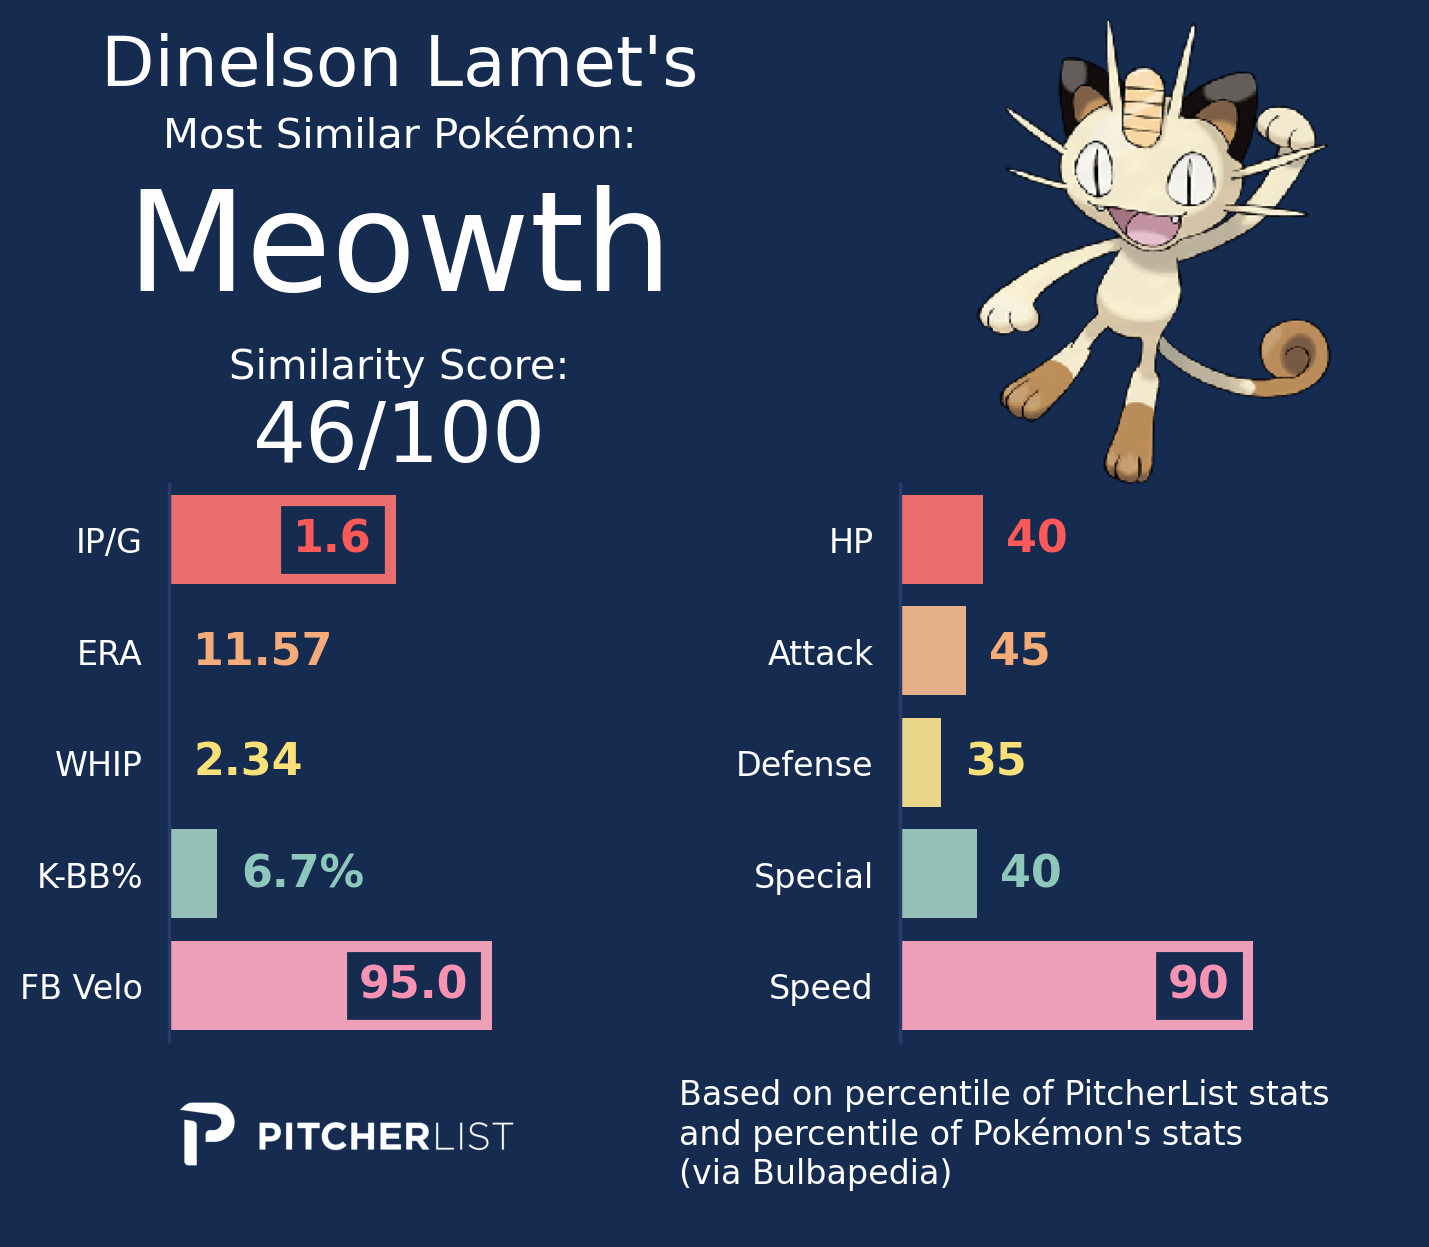 Dinelson Lamet's
Most Similar Pokémon:
Meowth
Similarity Score:
46/100
IP/G 1.6
ERA 11.57
WHIP 2.34
K-BB% 6.7%
FB Velo 95.0
HP 40
Attack 45
Defense 35
Special 40
Speed 90
PITCHERLIST
Based on percentile of PitcherList stats
and percentile of Pokémon's stats
(via Bulbapedia)